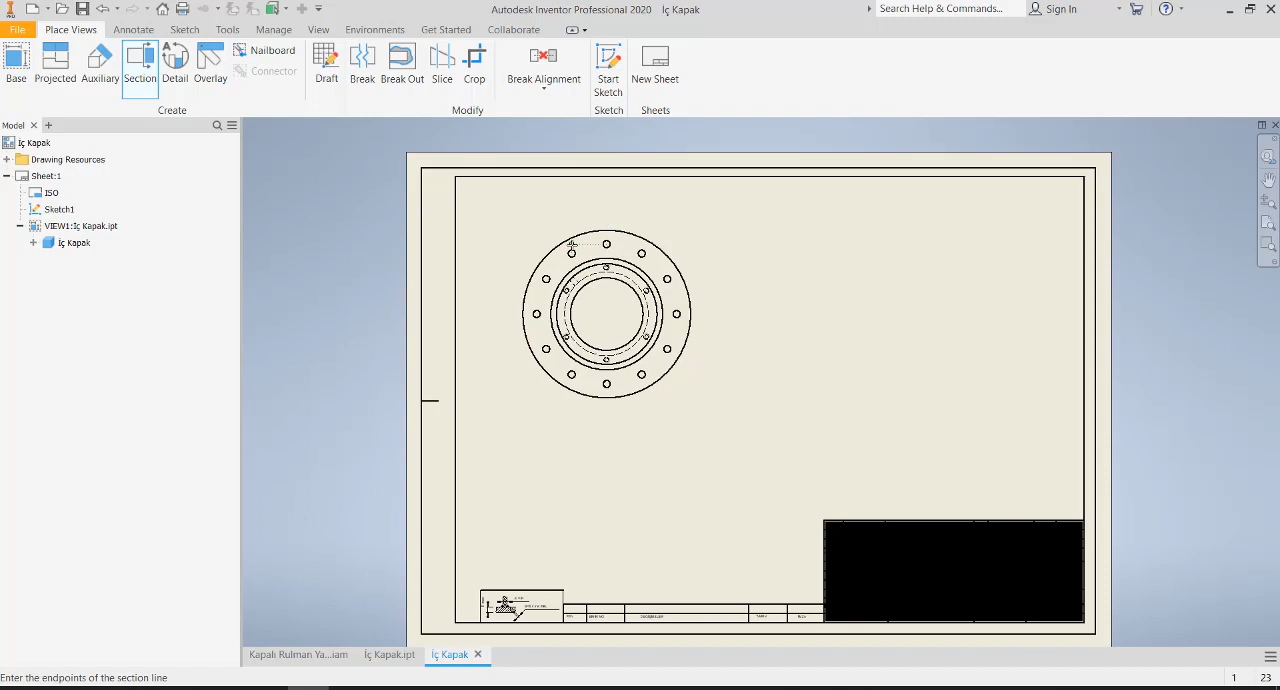 Autodesk Inventor Professional 2020 İç Kapak
Search Help & Commands...
Sign In
PRO
File
Place Views
Annotate
Sketch
Tools
Manage
View
Environments
Get Started
Collaborate
Base
Projected
Auxiliary
Section
Detail
Overlay
Nailboard
Connector
Draft
Break
Break Out
Slice
Crop
Break Alignment
Start
Sketch
New Sheet
Create
Modify
Sketch
Sheets
Model
İç Kapak
Drawing Resources
Sheet:1
ISO
Sketch1
VIEW1:İç Kapak.ipt
İç Kapak
Kapalı Rulman Ya...iam
İç Kapak.ipt
İç Kapak
Enter the endpoints of the section line
1
23